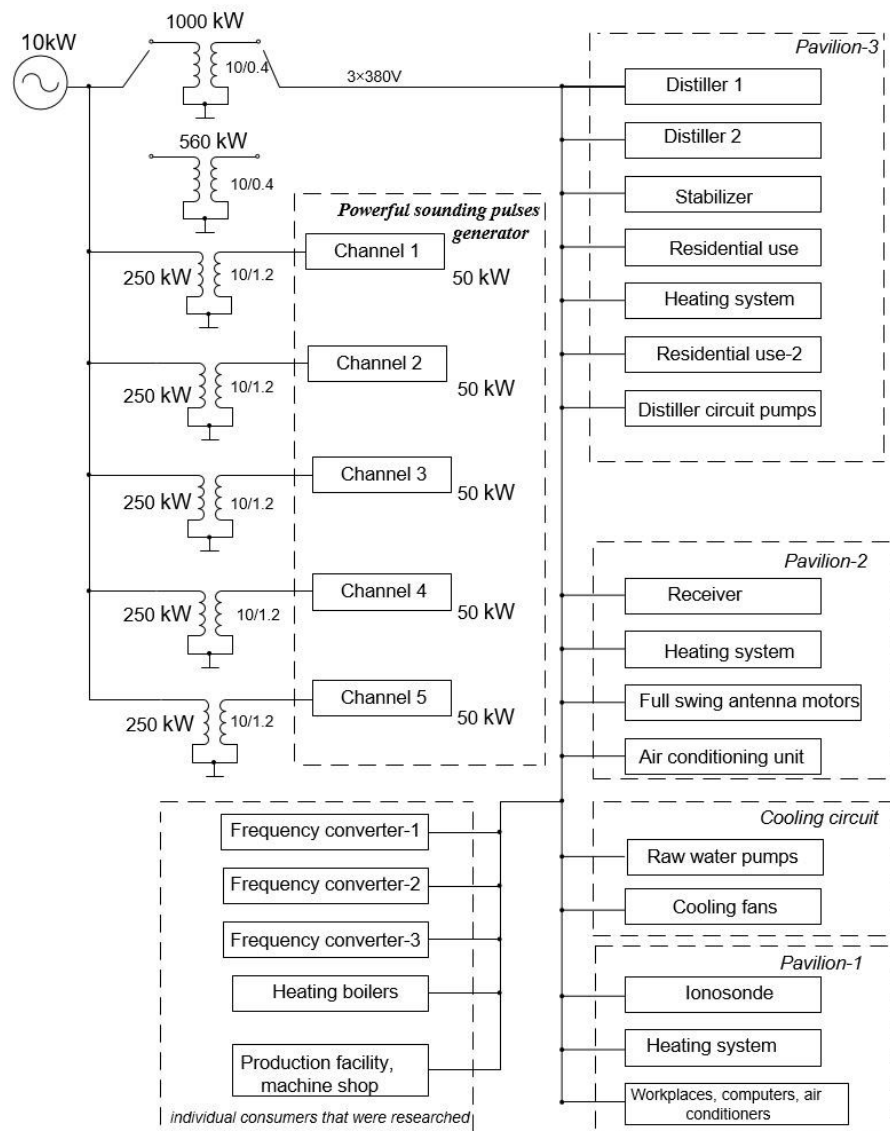 1000 kW
10kW
10/0.4
3×380V
560 kW
10/0.4
Powerful sounding pulses
generator
Channel 1
250 kW
10/1.2
50 kW
Channel 2
250 kW
10/1.2
50 kW
Channel 3
250 kW
10/1.2
50 kW
Channel 4
250 kW
10/1.2
50 kW
Channel 5
250 kW
10/1.2
50 kW
Pavilion-3
Distiller 1
Distiller 2
Stabilizer
Residential use
Heating system
Residential use-2
Distiller circuit pumps
Pavilion-2
Receiver
Heating system
Full swing antenna motors
Air conditioning unit
Cooling circuit
Raw water pumps
Cooling fans
Pavilion-1
Ionosonde
Heating system
Workplaces, computers, air
conditioners
Frequency converter-1
Frequency converter-2
Frequency converter-3
Heating boilers
Production facility,
machine shop
individual consumers that were researched